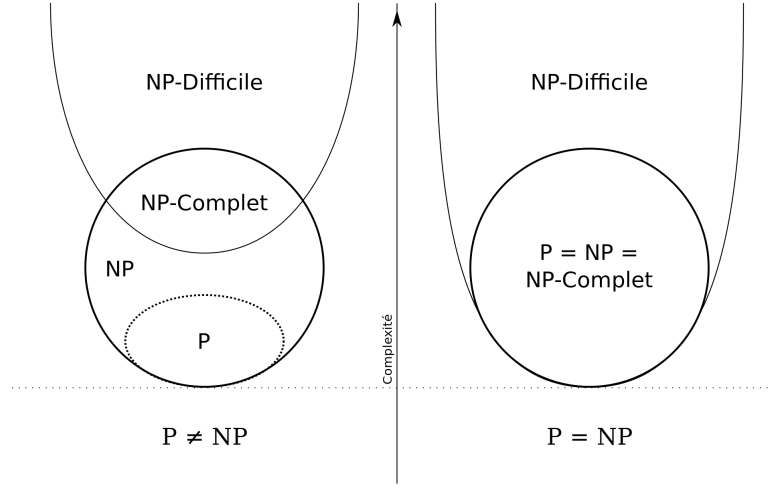 NP-Difficile
NP-Complet
NP
P
P ≠ NP
Complexité
NP-Difficile
P = NP =
NP-Complet
P = NP